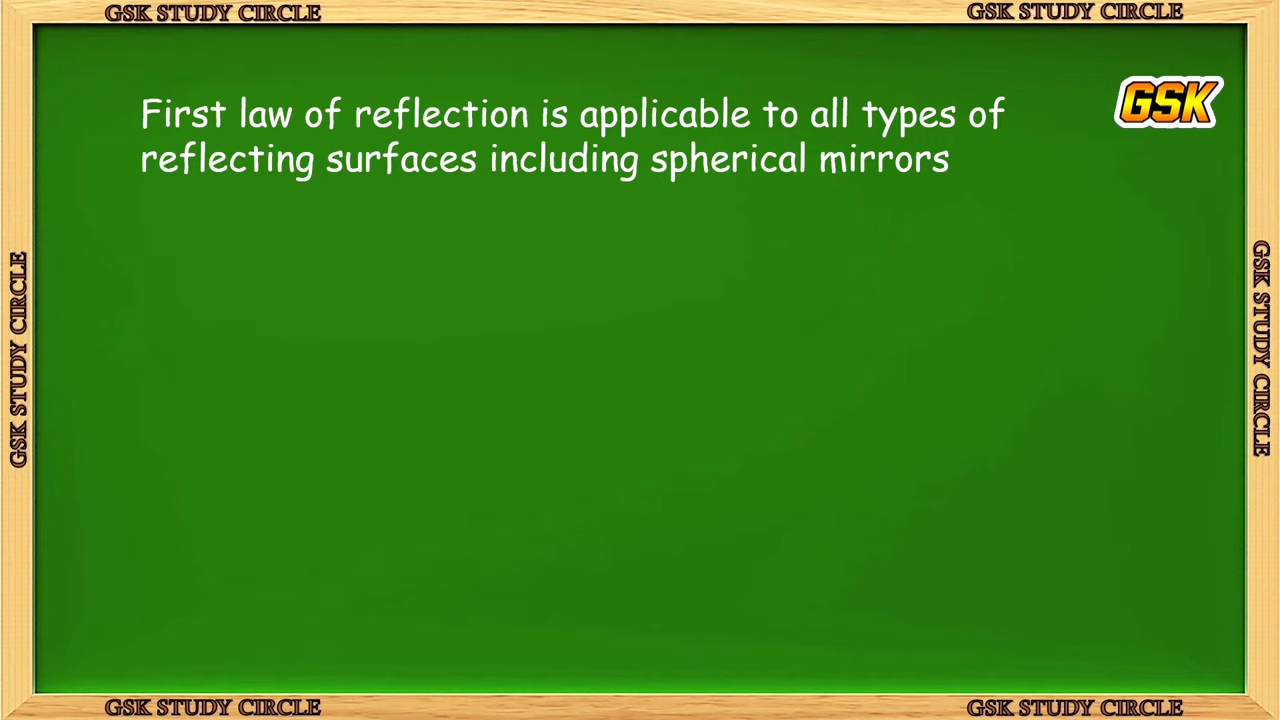 GSK STUDY CIRCLE
GSK STUDY CIRCLE
GSK
First law of reflection is applicable to all types of
reflecting surfaces including spherical mirrors
GSK STUDY CIRCLE
GSK STUDY CIRCLE
GSK STUDY CIRCLE
GSK STUDY CIRCLE